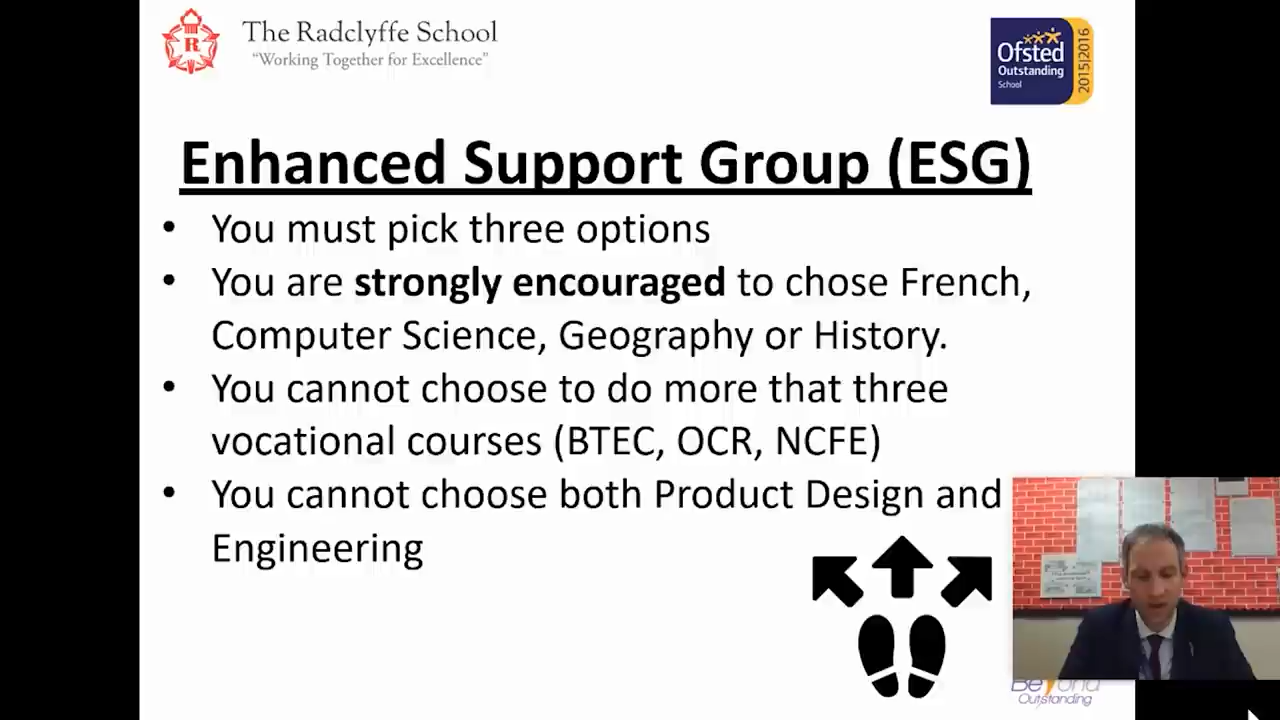 The Radclyffe School
“Working Together for Excellence”
R
Ofsted
Outstanding
School
2015|2016
Enhanced Support Group (ESG)
• You must pick three options
• You are strongly encouraged to chose French,
Computer Science, Geography or History.
• You cannot choose to do more that three
vocational courses (BTEC, OCR, NCFE)
• You cannot choose both Product Design and
Engineering
Beyond
Outstanding